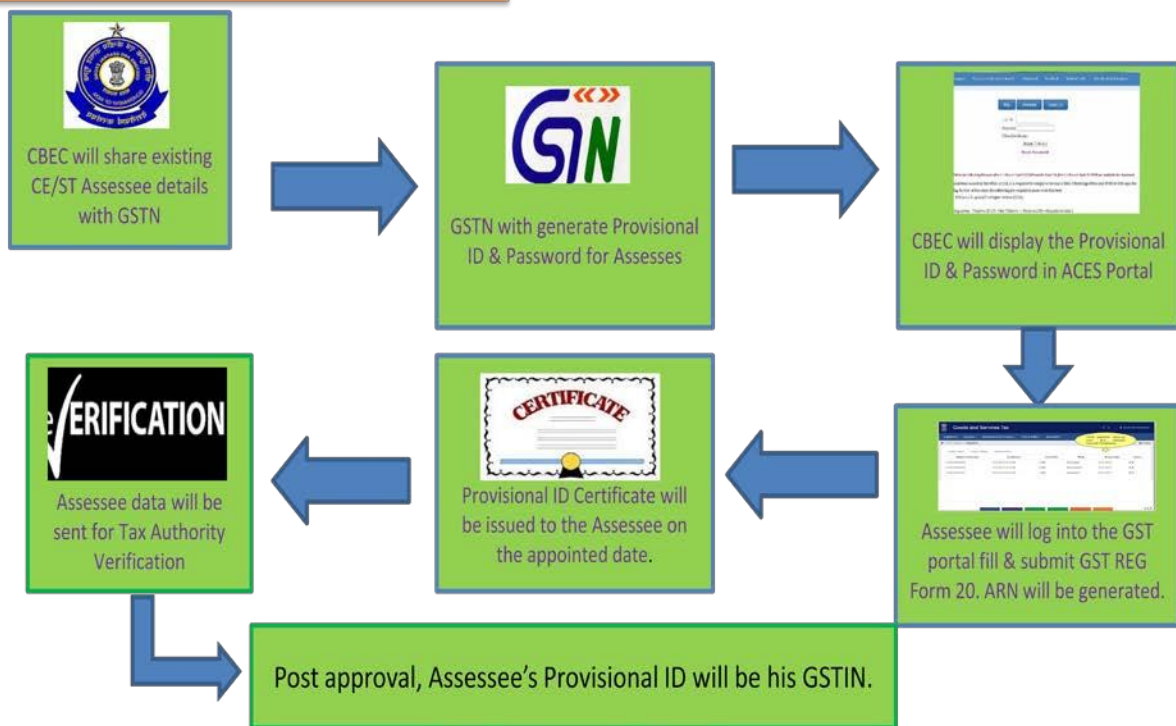 CBEC will share existing
CE/ST Assessee details
with GSTN
GSTN
GSTN with generate Provisional
ID & Password for Assesses
CBEC will display the Provisional
ID & Password in ACES Portal
Goods and Services Tax
Assessee will log into the GST
portal fill & submit GST REG
Form 20. ARN will be generated.
CERTIFICATE
Provisional ID Certificate will
be issued to the Assessee on
the appointed date.
VERIFICATION
Assessee data will be
sent for Tax Authority
Verification
Post approval, Assessee's Provisional ID will be his GSTIN.